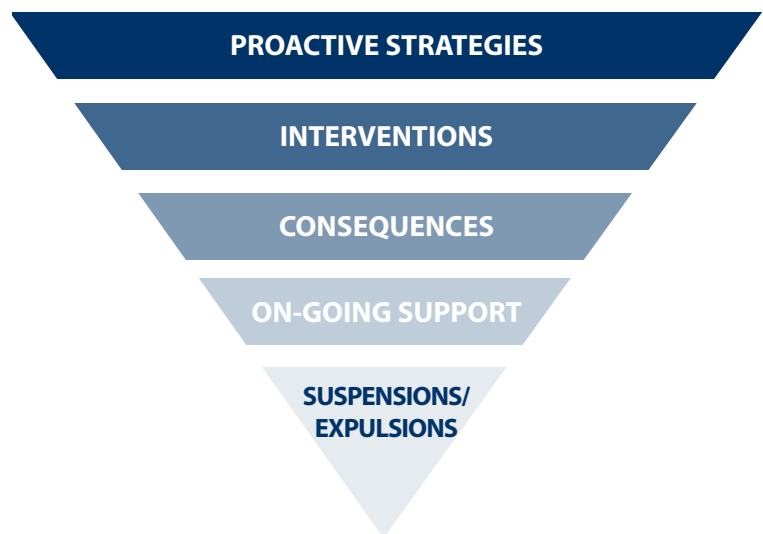 PROACTIVE STRATEGIES
INTERVENTIONS
CONSEQUENCES
ON-GOING SUPPORT
SUSPENSIONS/
EXPULSIONS